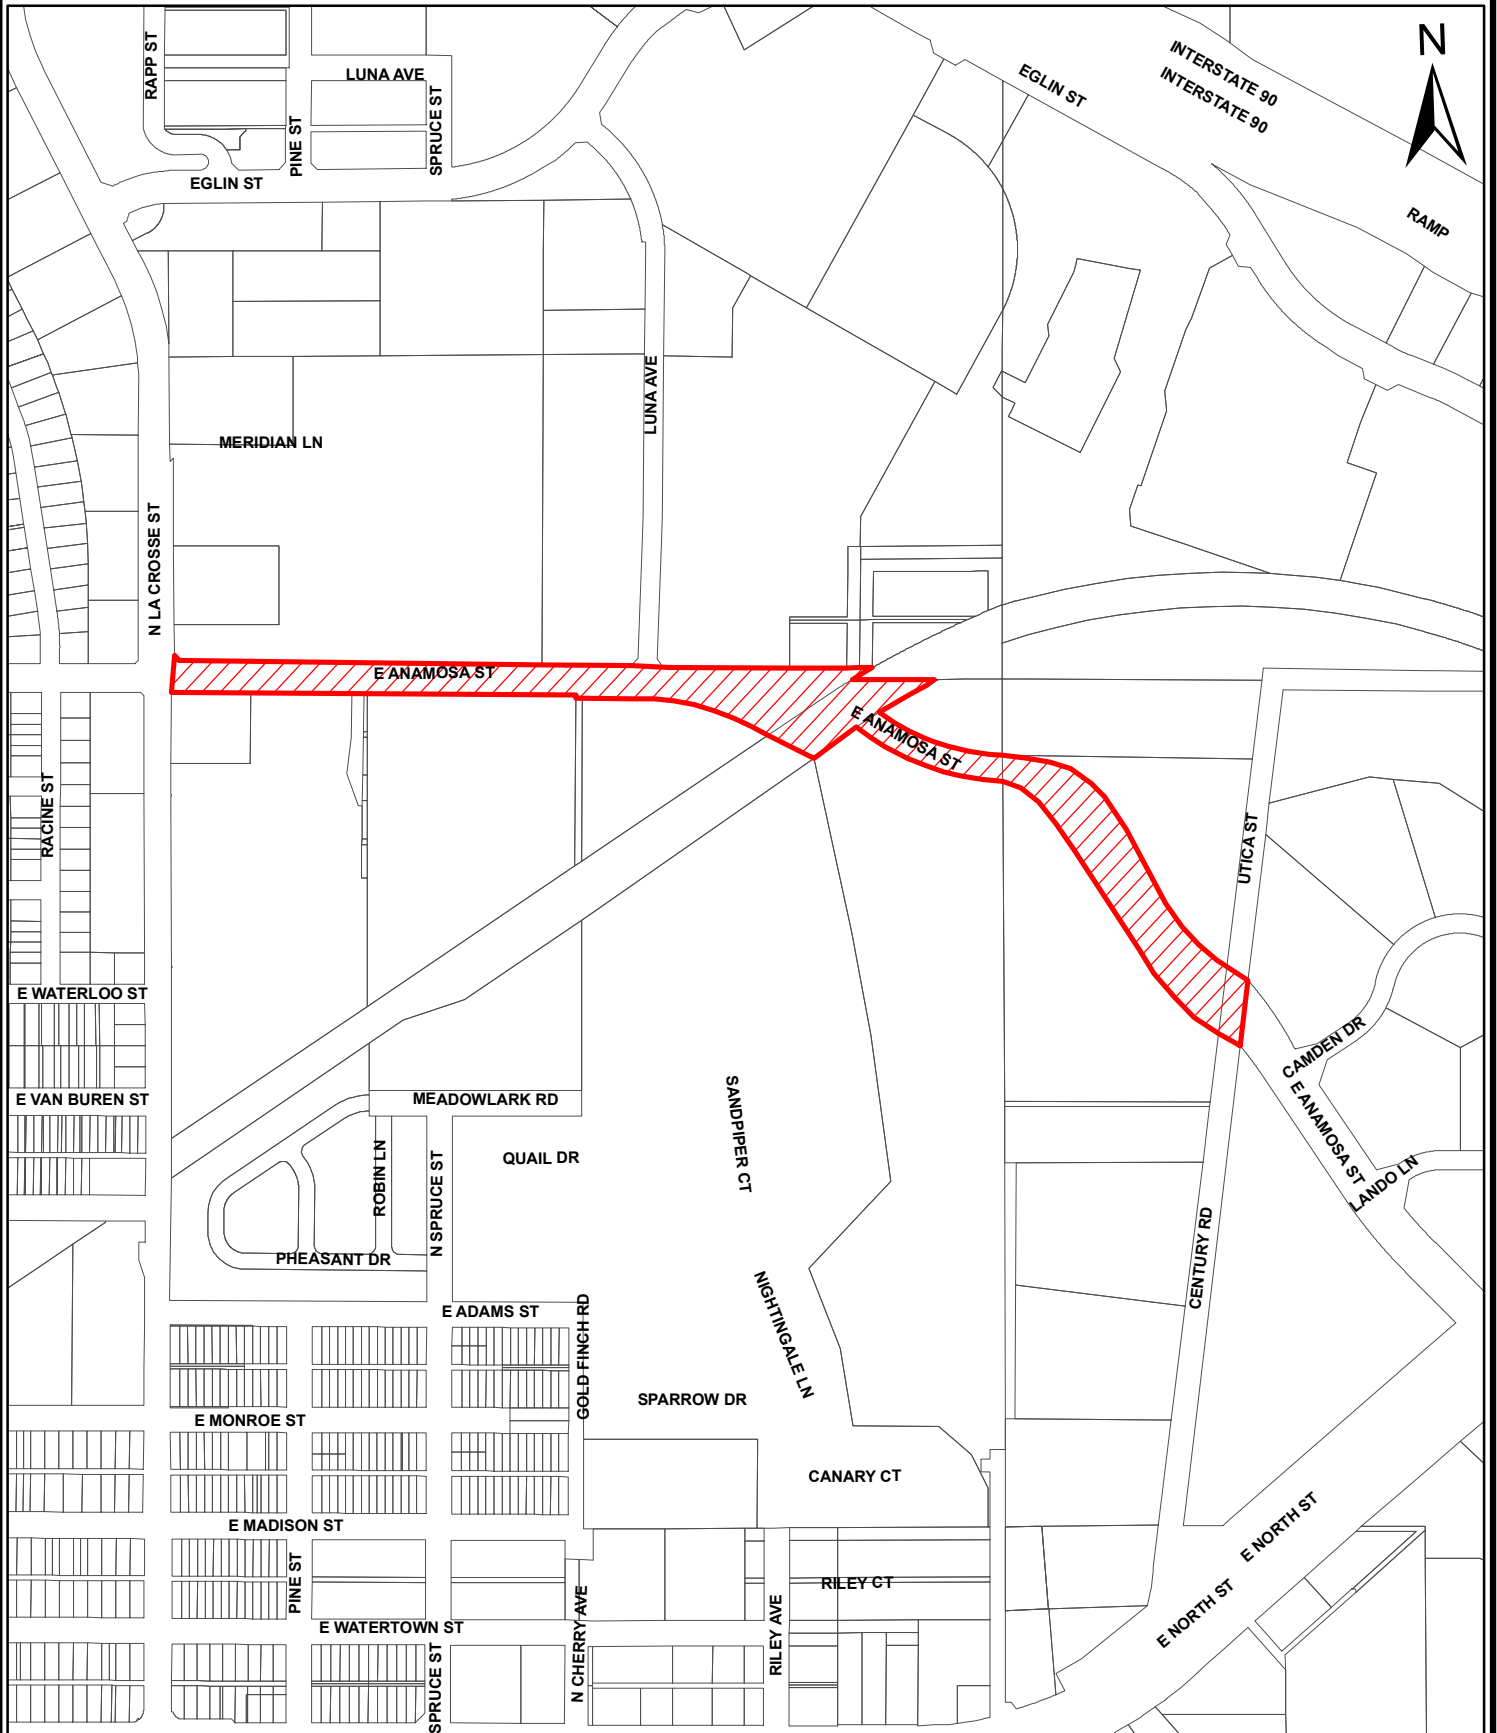 N
RAPP ST
LUNA AVE
PINE ST
SPRUCE ST
EGLIN ST
EGLIN ST
INTERSTATE 90
INTERSTATE 90
RAMP
LUNA AVE
MERIDIAN LN
N LA CROSSE ST
E ANAMOSA ST
E ANAMOSA ST
RACINE ST
UTICA ST
E WATERLOO ST
CAMDEN DR
E VAN BUREN ST
MEADOWLARK RD
SANDPIPER CT
E ANAMOSA ST
QUAIL DR
ROBIN LN
N SPRUCE ST
LANDO LN
CENTURY RD
PHEASANT DR
E ADAMS ST
GOLD FINCH RD
NIGHTINGALE LN
SPARROW DR
E MONROE ST
CANARY CT
E MADISON ST
E NORTH ST
PINE ST
RILEY CT
N CHERRY AVE
RILEY AVE
E NORTH ST
E WATERTOWN ST
SPRUCE ST